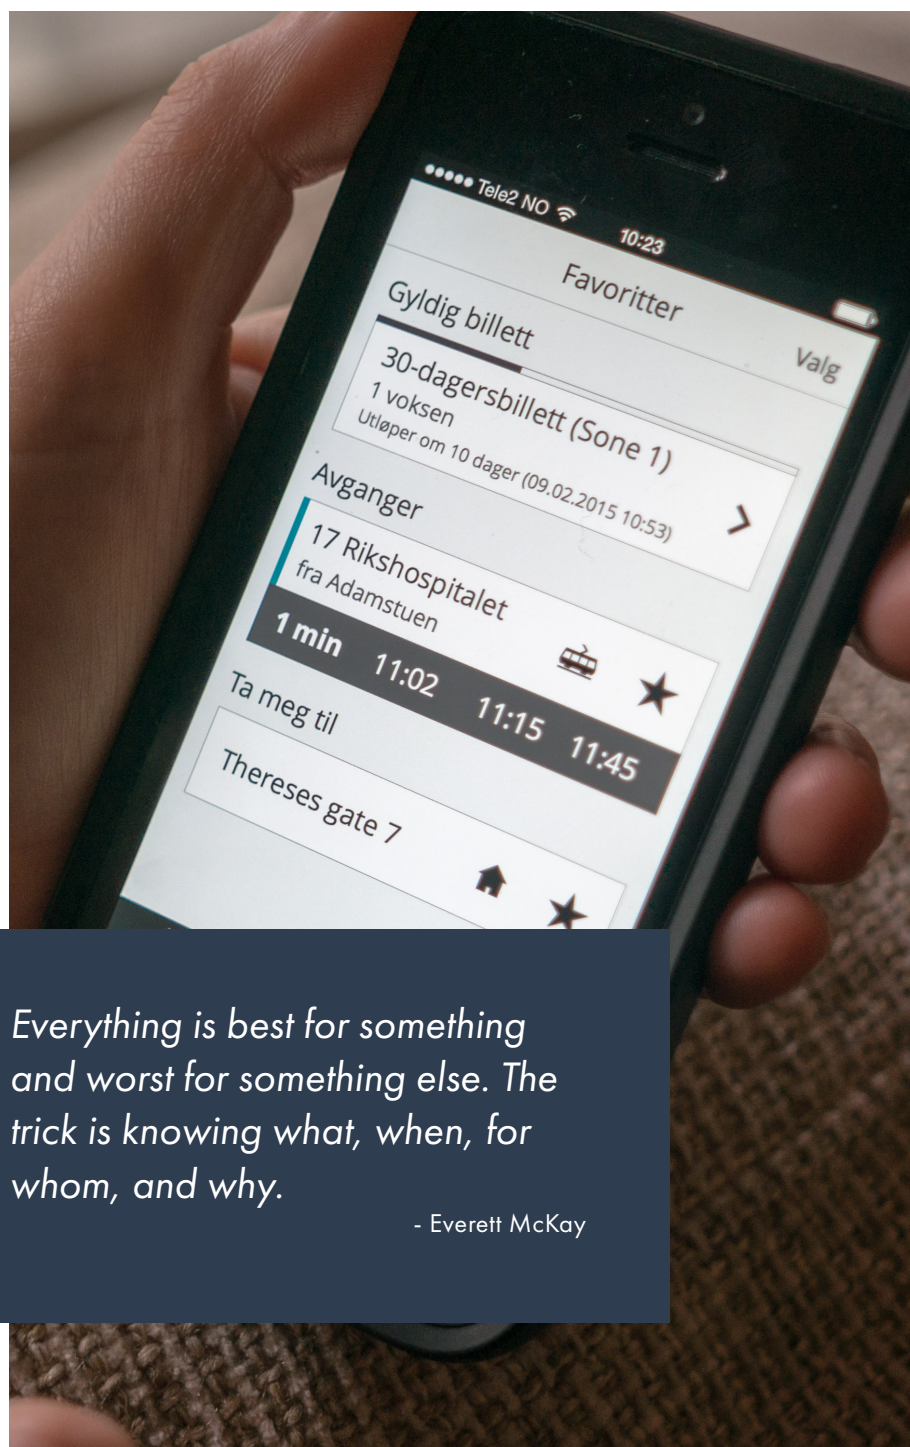 Tele2 NO
10:23
Favoritter
Valg
Gyldig billett
30-dagersbillett (Sone 1)
1 voksen
Utløper om 10 dager (09.02.2015 10:53)
Avganger
17 Rikshospitalet
fra Adamstuen
1 min 11:02 11:15 11:45
Ta meg til
Thereses gate 7
Everything is best for something
and worst for something else. The
trick is knowing what, when, for
whom, and why.
- Everett McKay